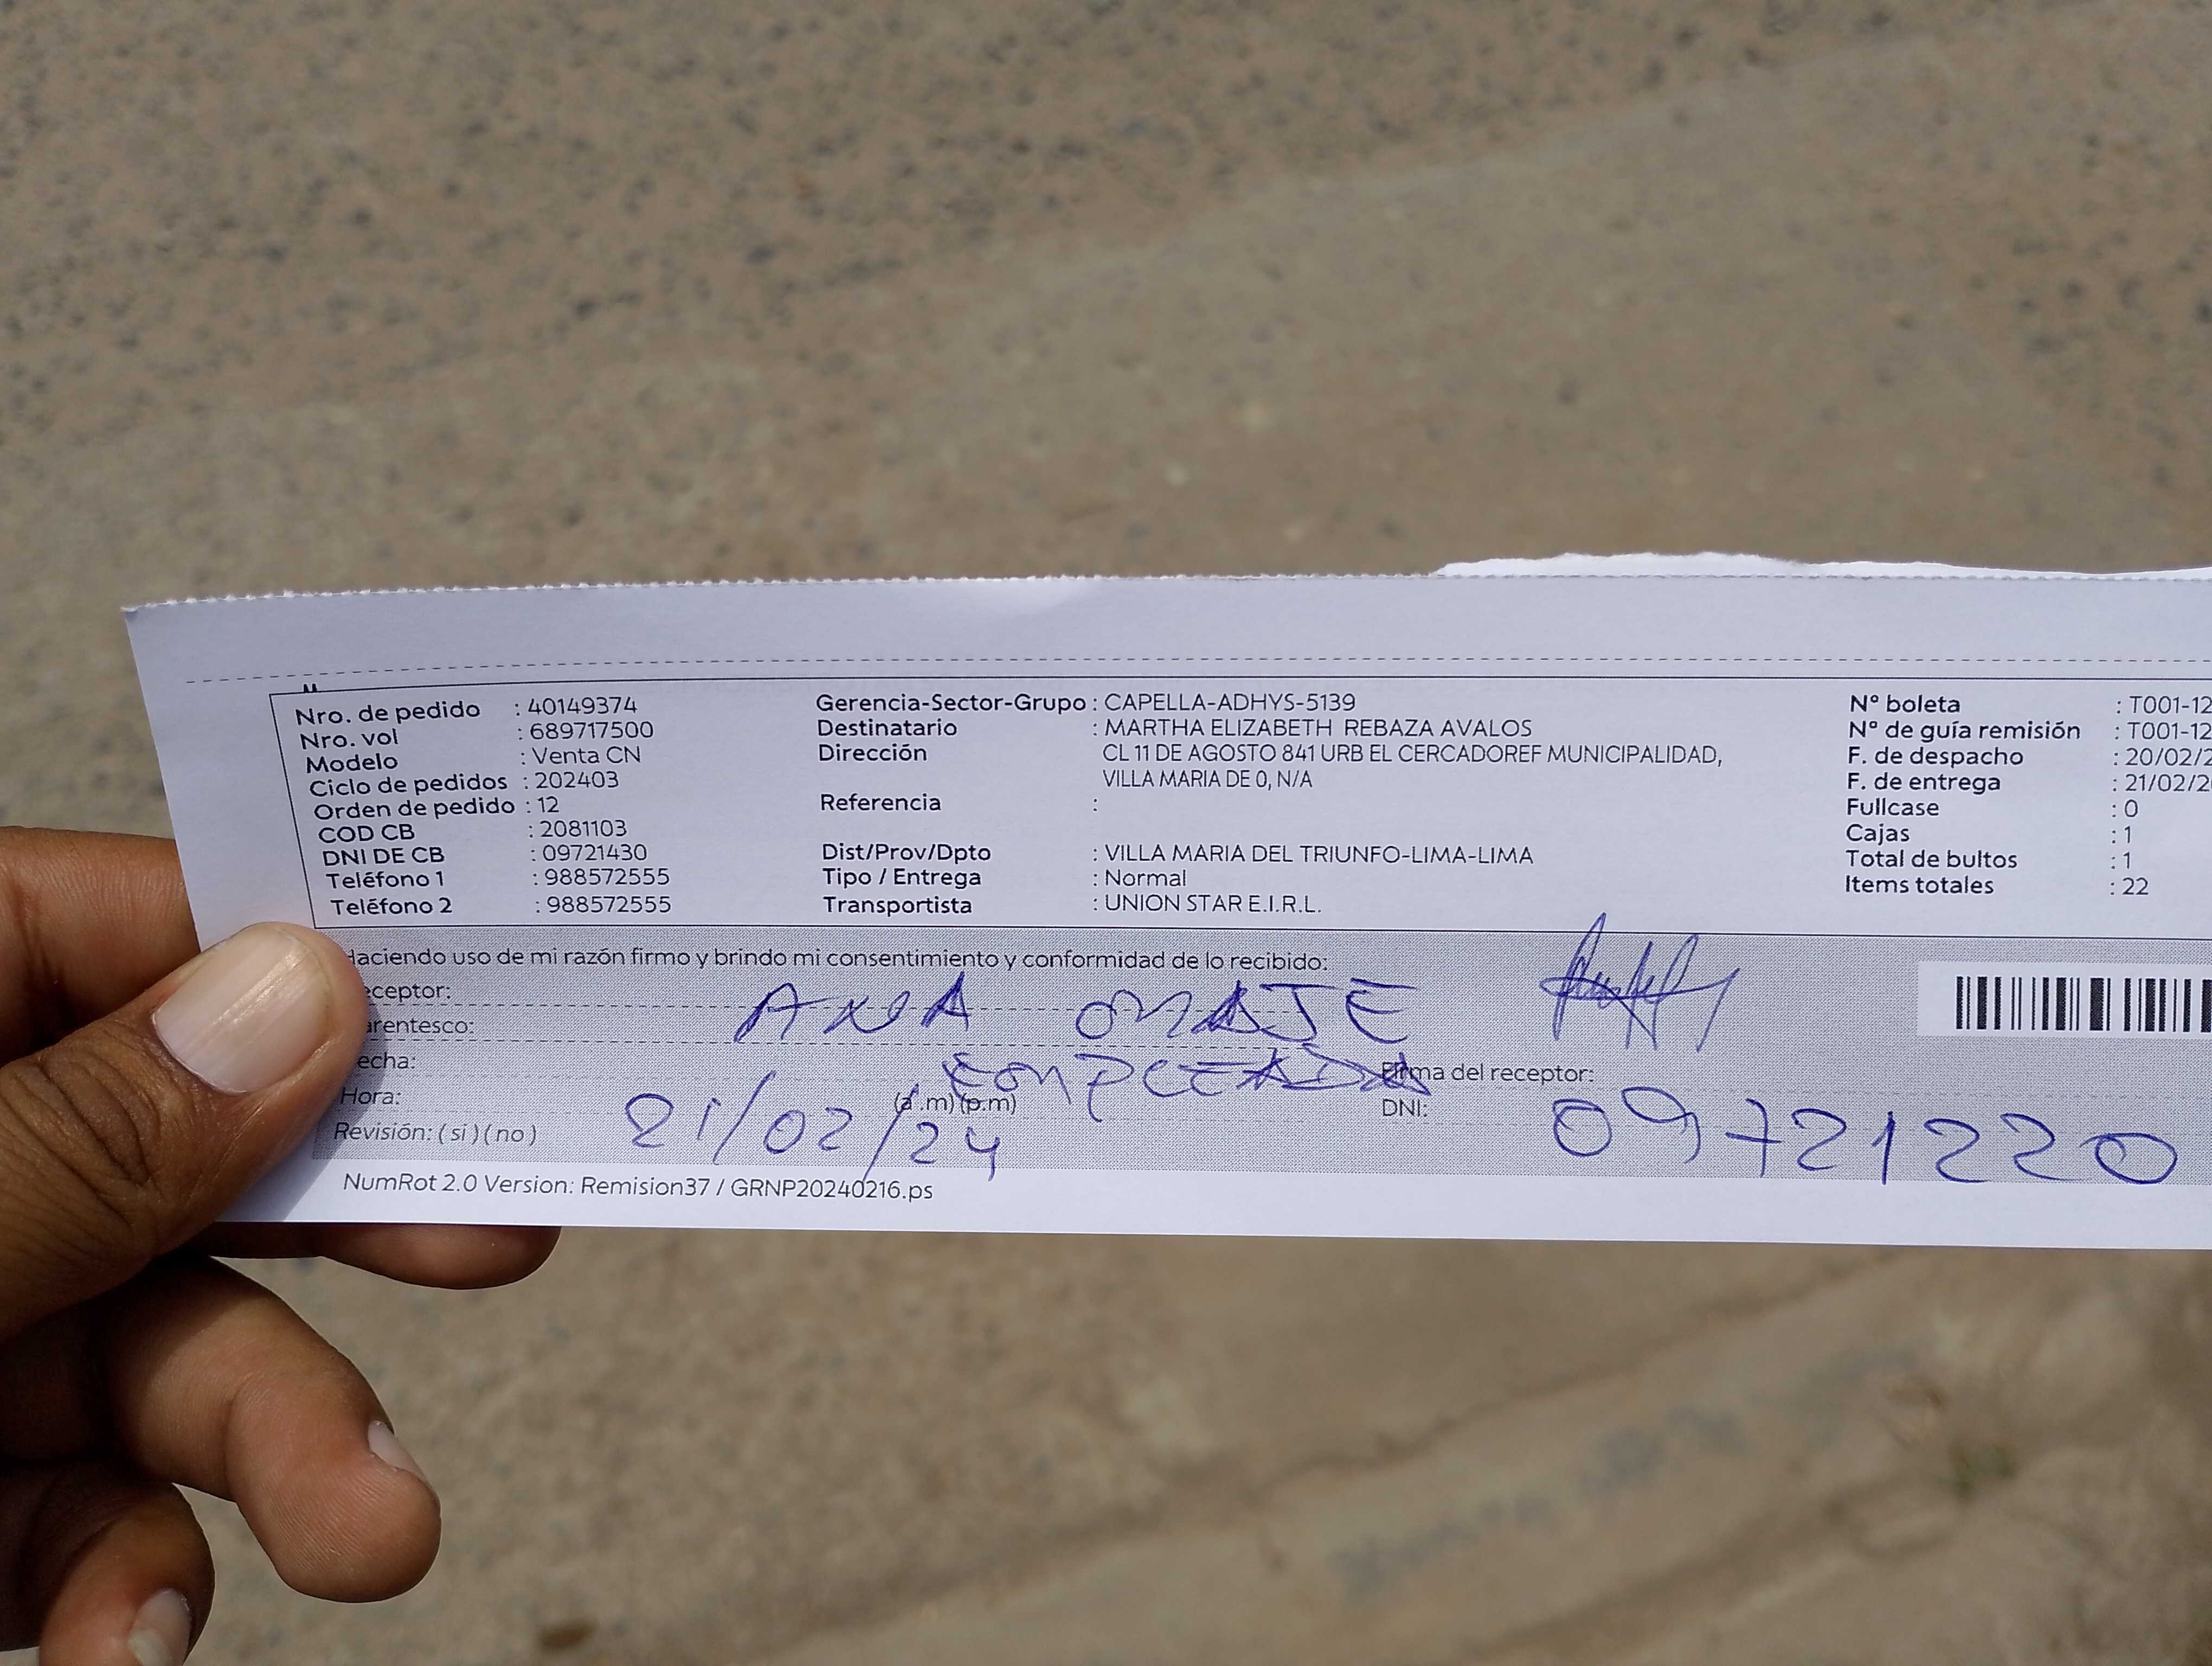 Nro. de pedido : 40149374
Nro. vol : 689717500
Modelo : Venta CN
Ciclo de pedidos : 202403
Orden de pedido : 12
COD CB : 2081103
DNI DE CB : 09721430
Teléfono 1 : 988572555
Teléfono 2 : 988572555
Gerencia-Sector-Grupo : CAPELLA-ADHYS-5139
Destinatario : MARTHA ELIZABETH REBAZA AVALOS
Dirección CL 11 DE AGOSTO 841 URB EL CERCADOREF MUNICIPALIDAD,
VILLA MARIA DE 0, N/A
Referencia :
Dist/Prov/Dpto : VILLA MARIA DEL TRIUNFO-LIMA-LIMA
Tipo / Entrega : Normal
Transportista : UNION STAR E.I.R.L.
Nº boleta : T001-12
Nº de guía remisión : T001-12
F. de despacho : 20/02/2
F. de entrega : 21/02/2
Fullcase : 0
Cajas : 1
Total de bultos : 1
Items totales : 22
Haciendo uso de mi razón firmo y brindo mi consentimiento y conformidad de lo recibido:
eceptor: ANA
arentesco:
echa: Firma del receptor:
Hora: (a.m) (p.m) DNI: 09721220
Revisión: (si) (no) 21/02/24
NumRot 2.0 Version: Remision37 / GRNP20240216.ps